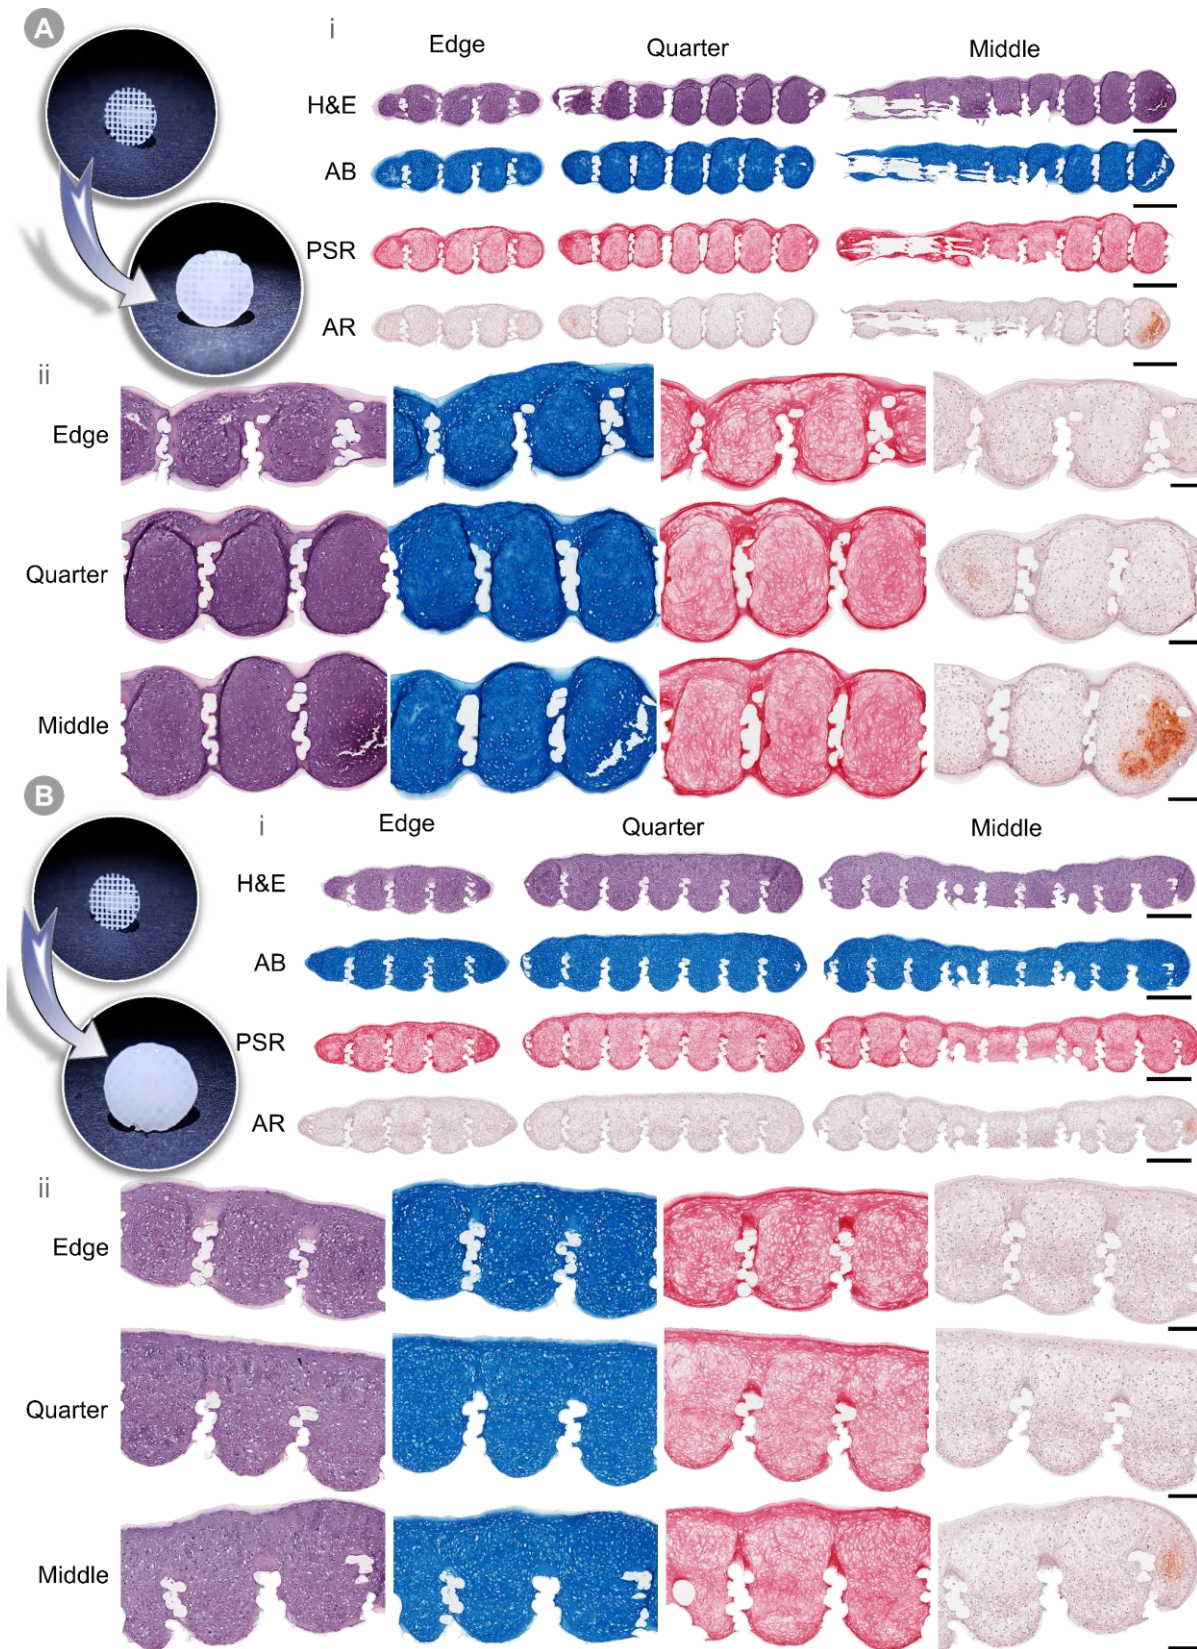 A
i
Edge Quarter Middle
H&E
AB
PSR
AR
ii
Edge
Quarter
Middle
B
i
Edge Quarter Middle
H&E
AB
PSR
AR
ii
Edge
Quarter
Middle